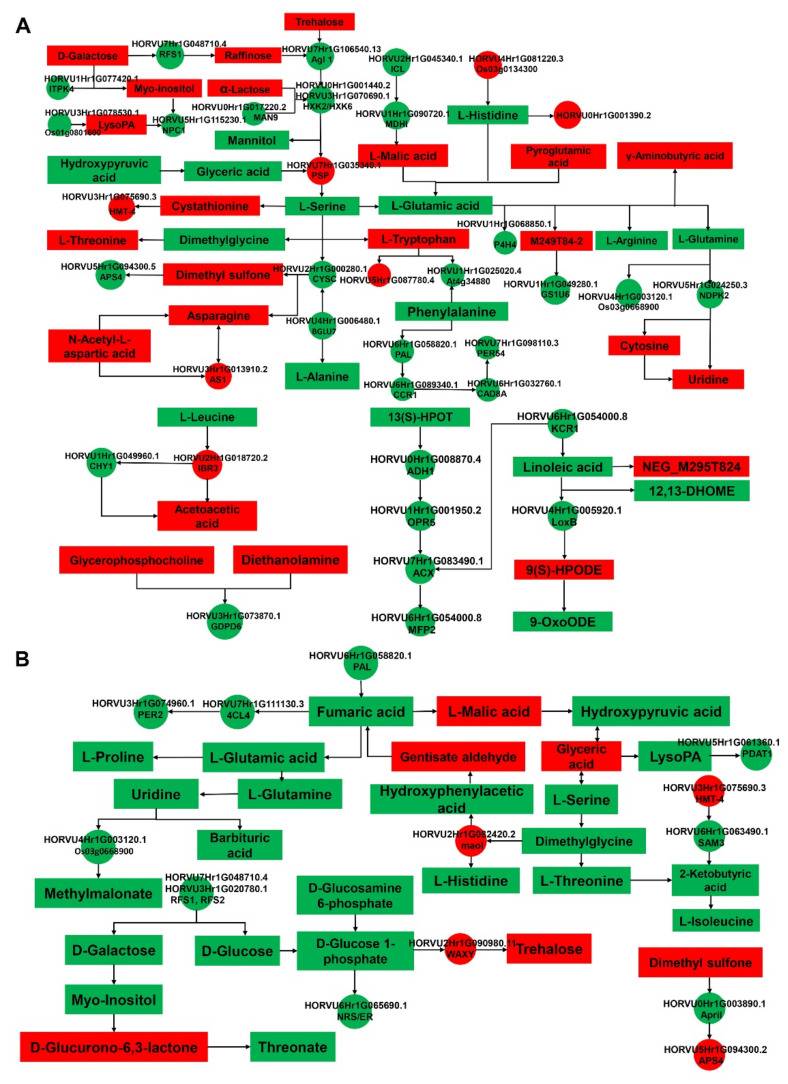 A
Trehalose
HORVU7Hr1G048710.4
HORVU7Hr1G106540.13
HORVU2Hr1G045340.1
HORVU4Hr1G081220.3
D-Galactose
RFS1
Raffinose
Agl 1
ICL
Os03g0134300
HORVU1Hr1G077420.1
ITPK4
Myo-Inositol
α-Lactose
HORVU0Hr1G001440.2
HORVU3Hr1G070690.1
HXK2/HXK6
HORVU3Hr1G078530.1
Os01g0801600
LysoPA
HORVU5Hr1G115230.1
NPC1
HORVU0Hr1G017220.2
MAN9
HORVU1Hr1G090720.1
MDHI
L-Histidine
HORVU0Hr1G001390.2
Mannitol
L-Malic acid
Pyroglutamic
acid
γ-Aminobutyric acid
Hydroxypyruvic
acid
Glyceric acid
HORVU7Hr1G035340.1
PSP
HORVU3Hr1G075690.3
HMT-4
Cystathionine
L-Serine
L-Glutamic acid
HORVU1Hr1G068850.1
P4H4
L-Threonine
Dimethylglycine
L-Tryptophan
M249T84-2
L-Arginine
L-Glutamine
HORVU5Hr1G094300.5
APS4
Dimethyl sulfone
HORVU2Hr1G000280.1
CYSC
HORVU5Hr1G087780.4
HORVU1Hr1G025020.4
At4g34880
HORVU1Hr1G049280.1
GS1U6
HORVU4Hr1G003120.1
Os03g0668900
HORVU5Hr1G024250.3
NDPK2
Asparagine
HORVU4Hr1G006480.1
BGLU7
Phenylalanine
N-Acetyl-L-
aspartic acid
HORVU6Hr1G058820.1
PAL
HORVU7Hr1G098110.3
PER54
Cytosine
HORVU3Hr1G013910.2
AS1
L-Alanine
HORVU6Hr1G089340.1
CCR1
HORVU6Hr1G032760.1
CAD8A
Uridine
L-Leucine
13(S)-HPOT
HORVU6Hr1G054000.8
KCR1
HORVU1Hr1G049960.1
CHY1
HORVU2Hr1G018720.2
IBR3
HORVU0Hr1G008870.4
ADH1
Linoleic acid
NEG_M295T824
12,13-DHOME
Acetoacetic
acid
HORVU1Hr1G001950.2
OPR5
HORVU4Hr1G005920.1
LoxB
Glycerophosphocholine
Diethanolamine
HORVU7Hr1G083490.1
ACX
9(S)-HPODE
HORVU3Hr1G073870.1
GDPD6
HORVU6Hr1G054000.8
MFP2
9-OxoODE
B
HORVU6Hr1G058820.1
PAL
HORVU3Hr1G074960.1
PER2
HORVU7Hr1G111130.3
4CL4
Fumaric acid
L-Malic acid
Hydroxypyruvic acid
L-Proline
L-Glutamic acid
Gentisate aldehyde
Glyceric
acid
LysoPA
HORVU5Hr1G061360.1
PDAT1
Uridine
L-Glutamine
Hydroxyphenylacetic
acid
L-Serine
HORVU3Hr1G075690.3
HMT-4
HORVU4Hr1G003120.1
Os03g0668900
Barbituric
acid
HORVU2Hr1G082420.2
maoI
Dimethylglycine
HORVU6Hr1G063490.1
SAM3
Methylmalonate
HORVU7Hr1G048710.4
HORVU3Hr1G020780.1
RFS1, RFS2
D-Glucosamine
6-phosphate
L-Histidine
L-Threonine
2-Ketobutyric
acid
L-Isoleucine
D-Galactose
D-Glucose
D-Glucose 1-
phosphate
WAXY
Trehalose
Dimethyl sulfone
Myo-Inositol
HORVU6Hr1G065690.1
NRS/ER
HORVU0Hr1G003890.1
April
D-Glucurono-6,3-lactone
Threonate
HORVU5Hr1G094300.2
APS4